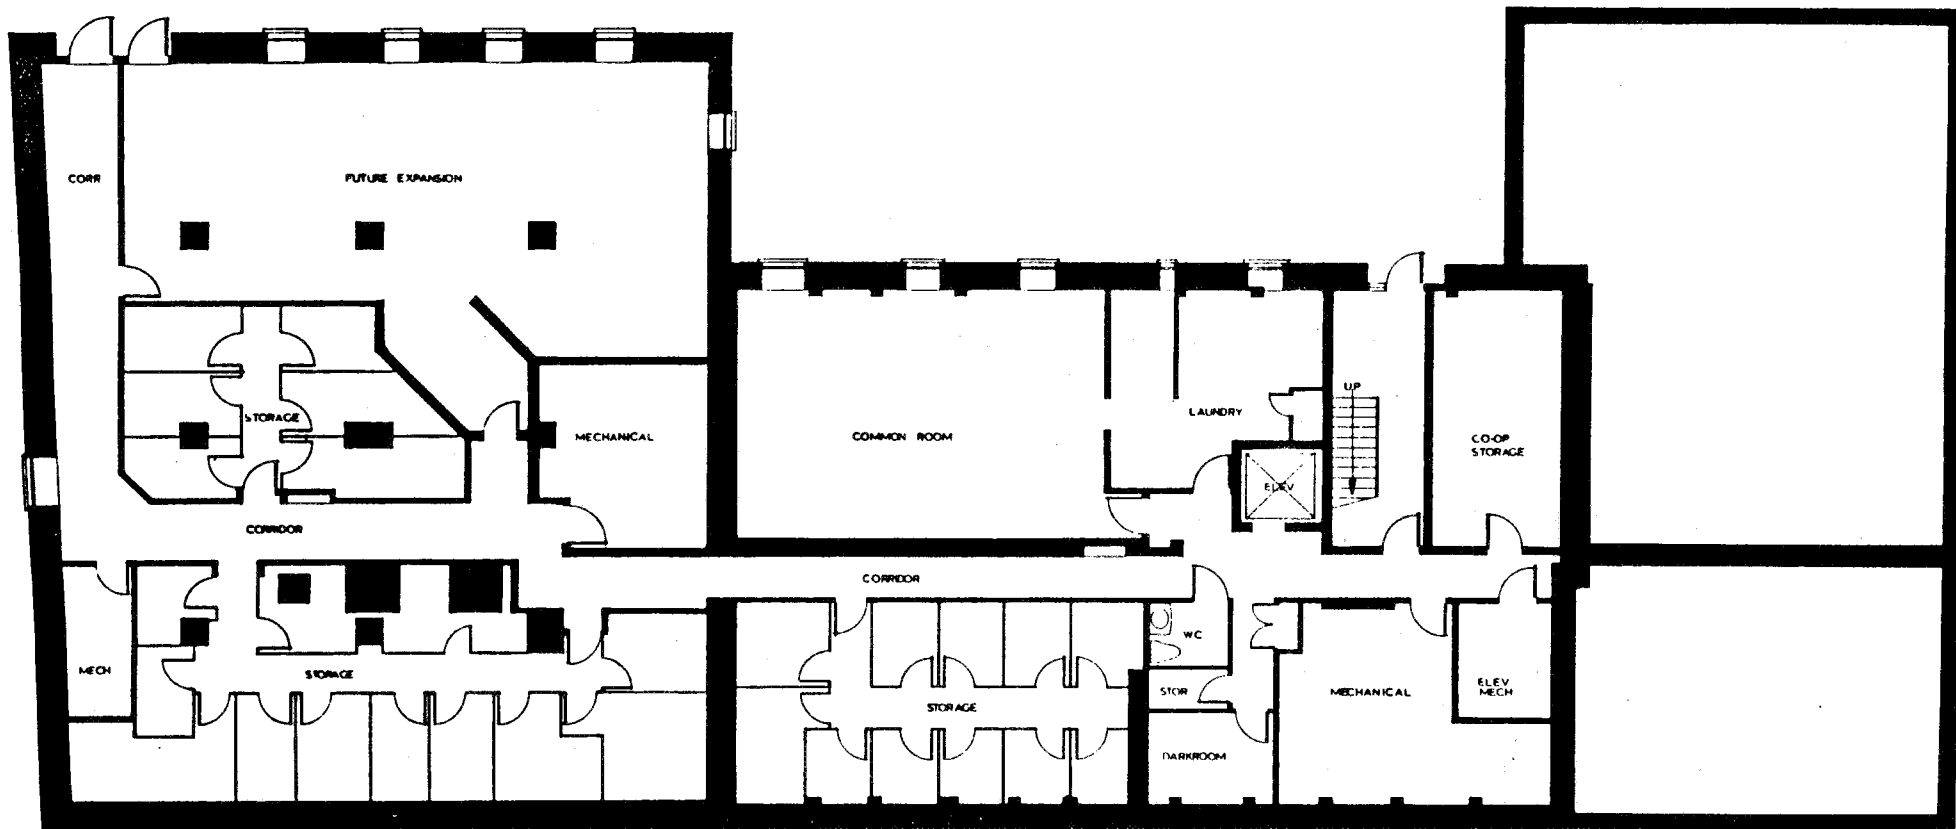 CORR
FUTURE EXPANSION
STORAGE
MECHANICAL
COMMON ROOM
LAUNDRY
UP
ELEV
CO-OP
STORAGE
CORRIDOR
CORRIDOR
MECH
STORAGE
STORAGE
WC
STOR
DARKROOM
MECHANICAL
ELEV
MECH